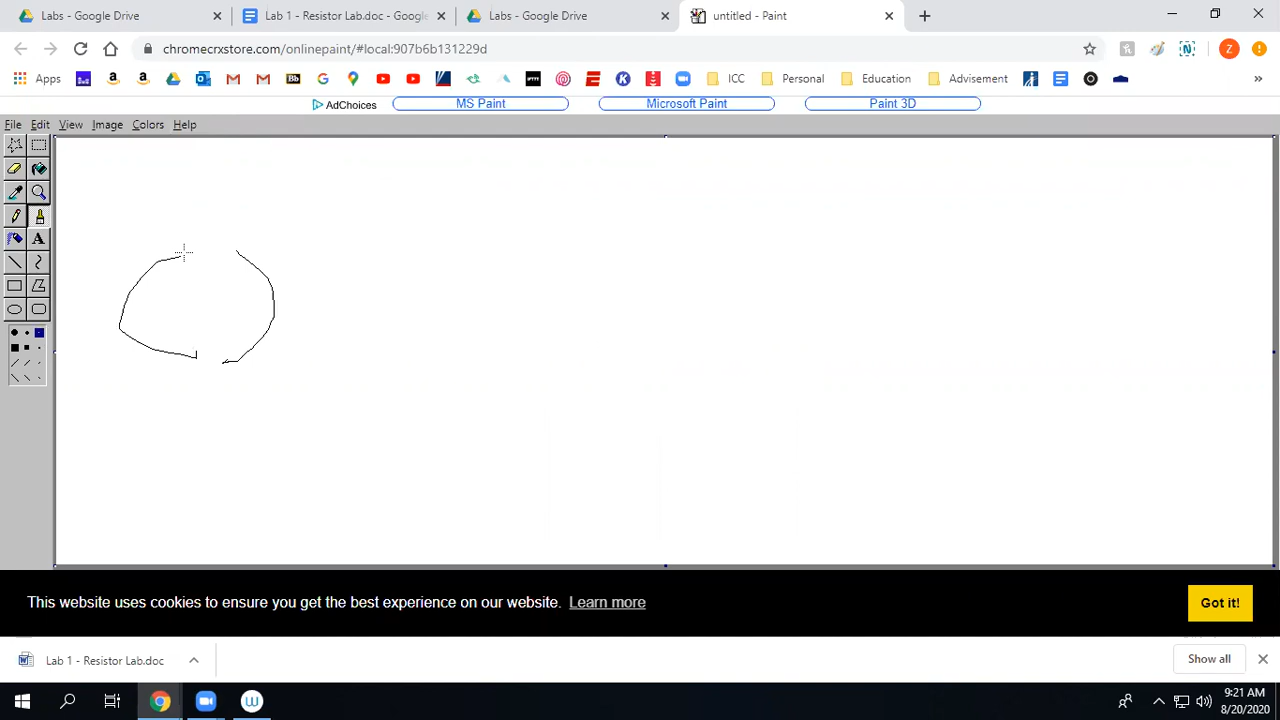 Labs - Google Drive
Lab 1 - Resistor Lab.doc - Google
Labs - Google Drive
untitled - Paint
chromecrxstore.com/onlinepaint/#local:907b6b131229d
Z
Apps
Bb
ICC
Personal
Education
Advisement
»
AdChoices
MS Paint
Microsoft Paint
Paint 3D
File Edit View Image Colors Help
A
This website uses cookies to ensure you get the best experience on our website. Learn more
Got it!
Lab 1 - Resistor Lab.doc
Show all
9:21 AM
8/20/2020